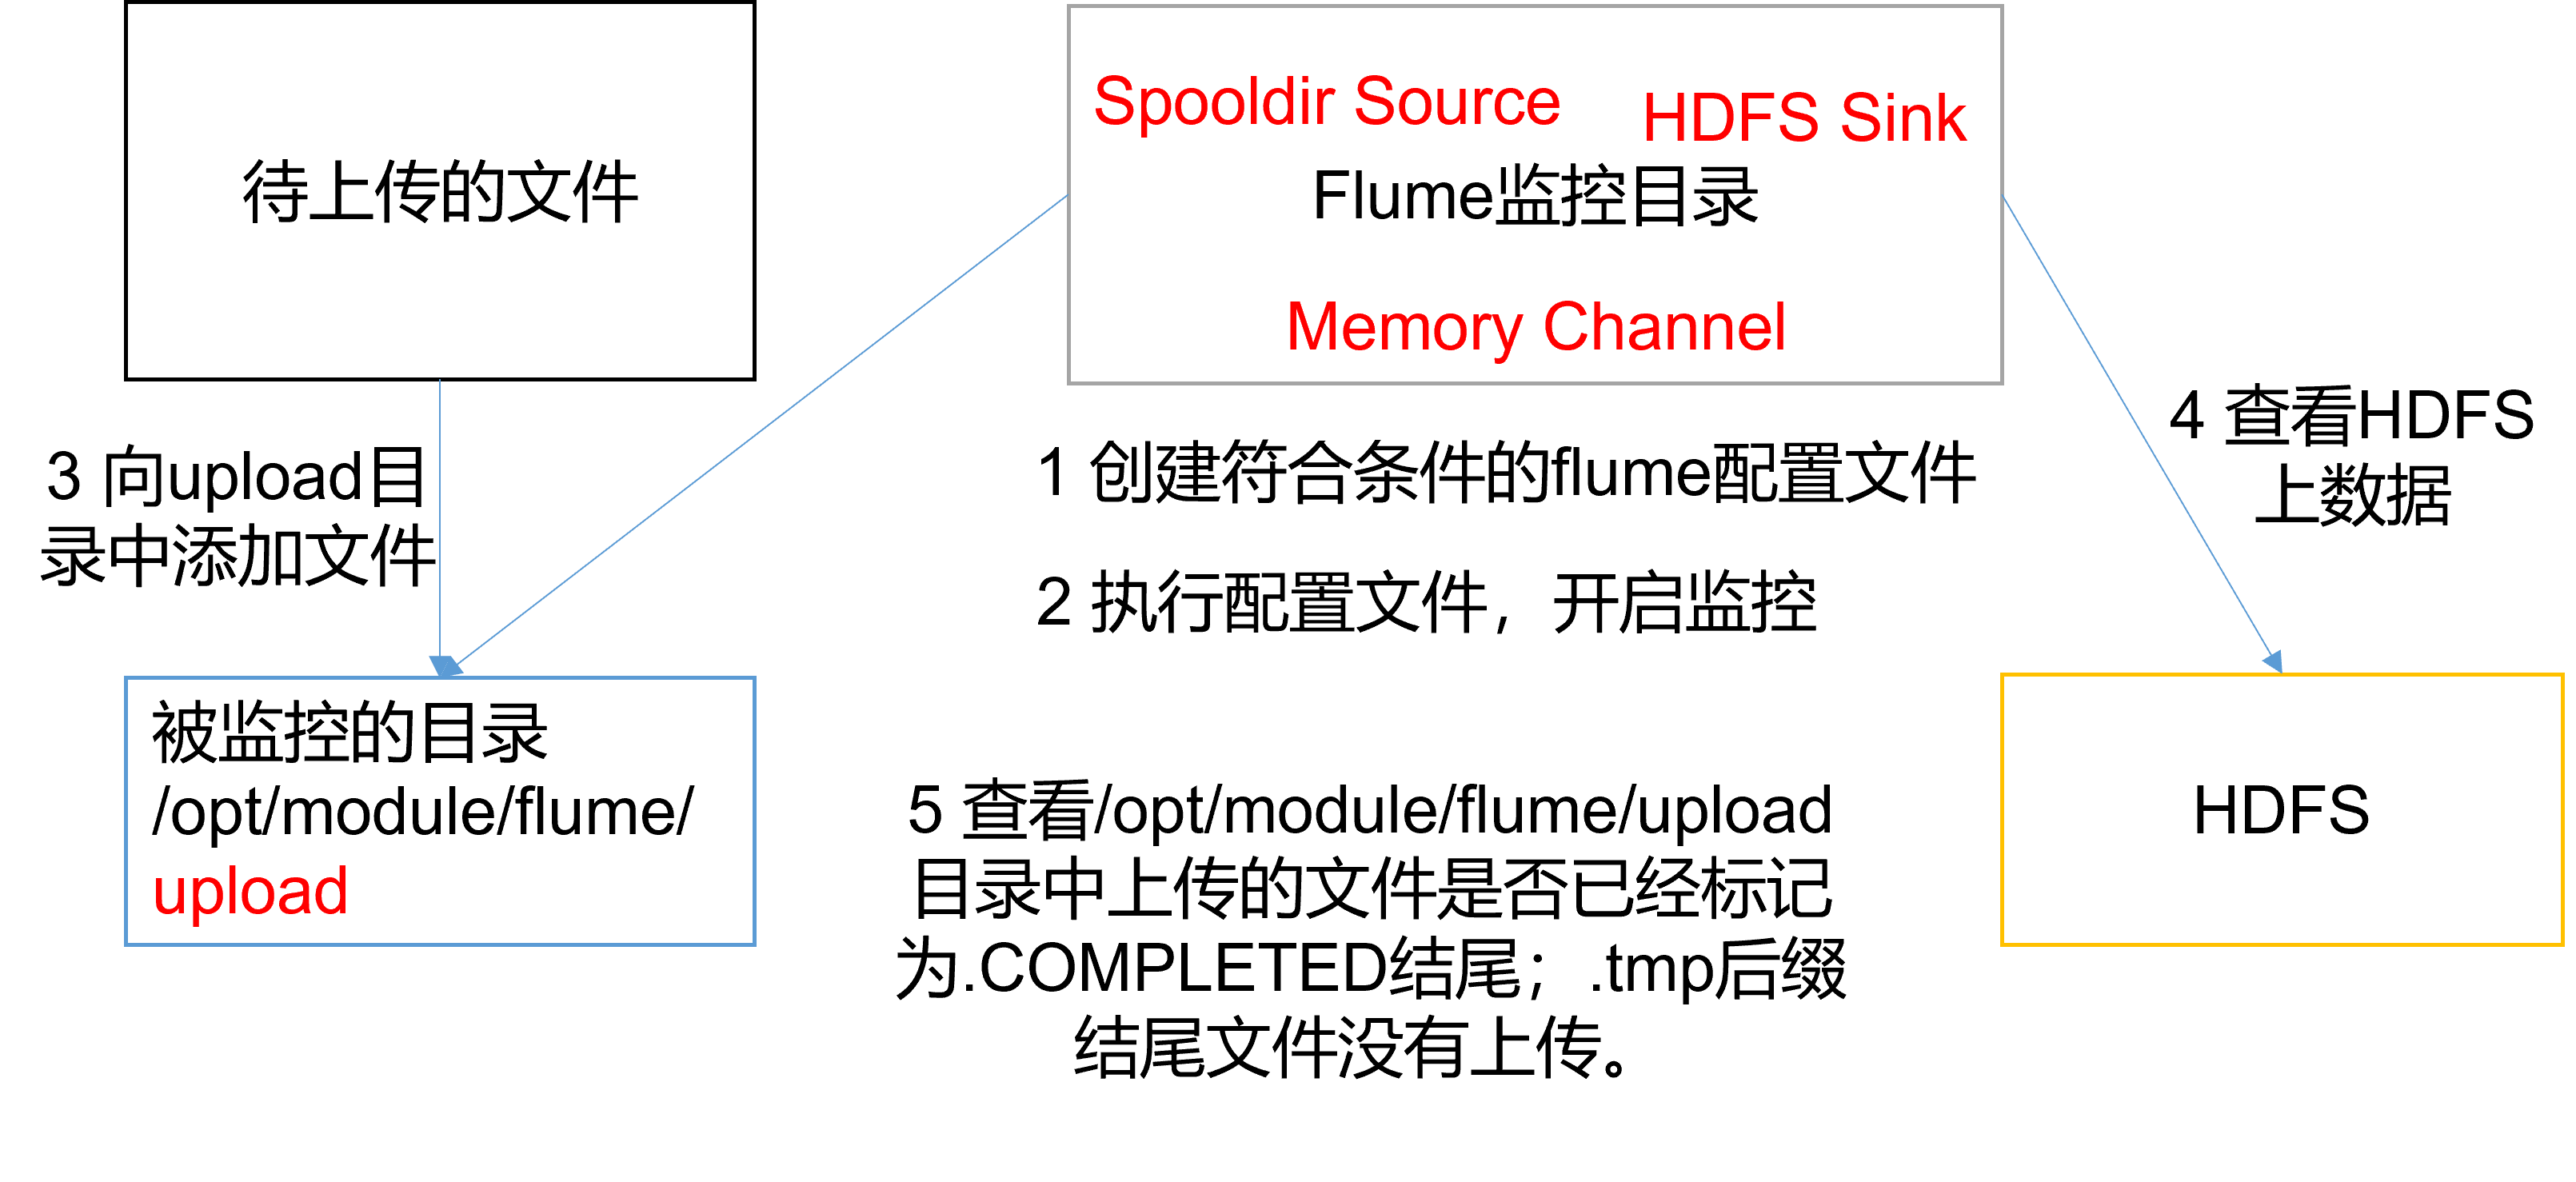 待上传的文件
Spooldir Source
HDFS Sink
Flume监控目录
Memory Channel
3 向upload目
录中添加文件
1 创建符合条件的flume配置文件
2 执行配置文件，开启监控
4 查看HDFS
上数据
被监控的目录
/opt/module/flume/
upload
5 查看/opt/module/flume/upload
目录中上传的文件是否已经标记
为.COMPLETED结尾；.tmp后缀
结尾文件没有上传。
HDFS